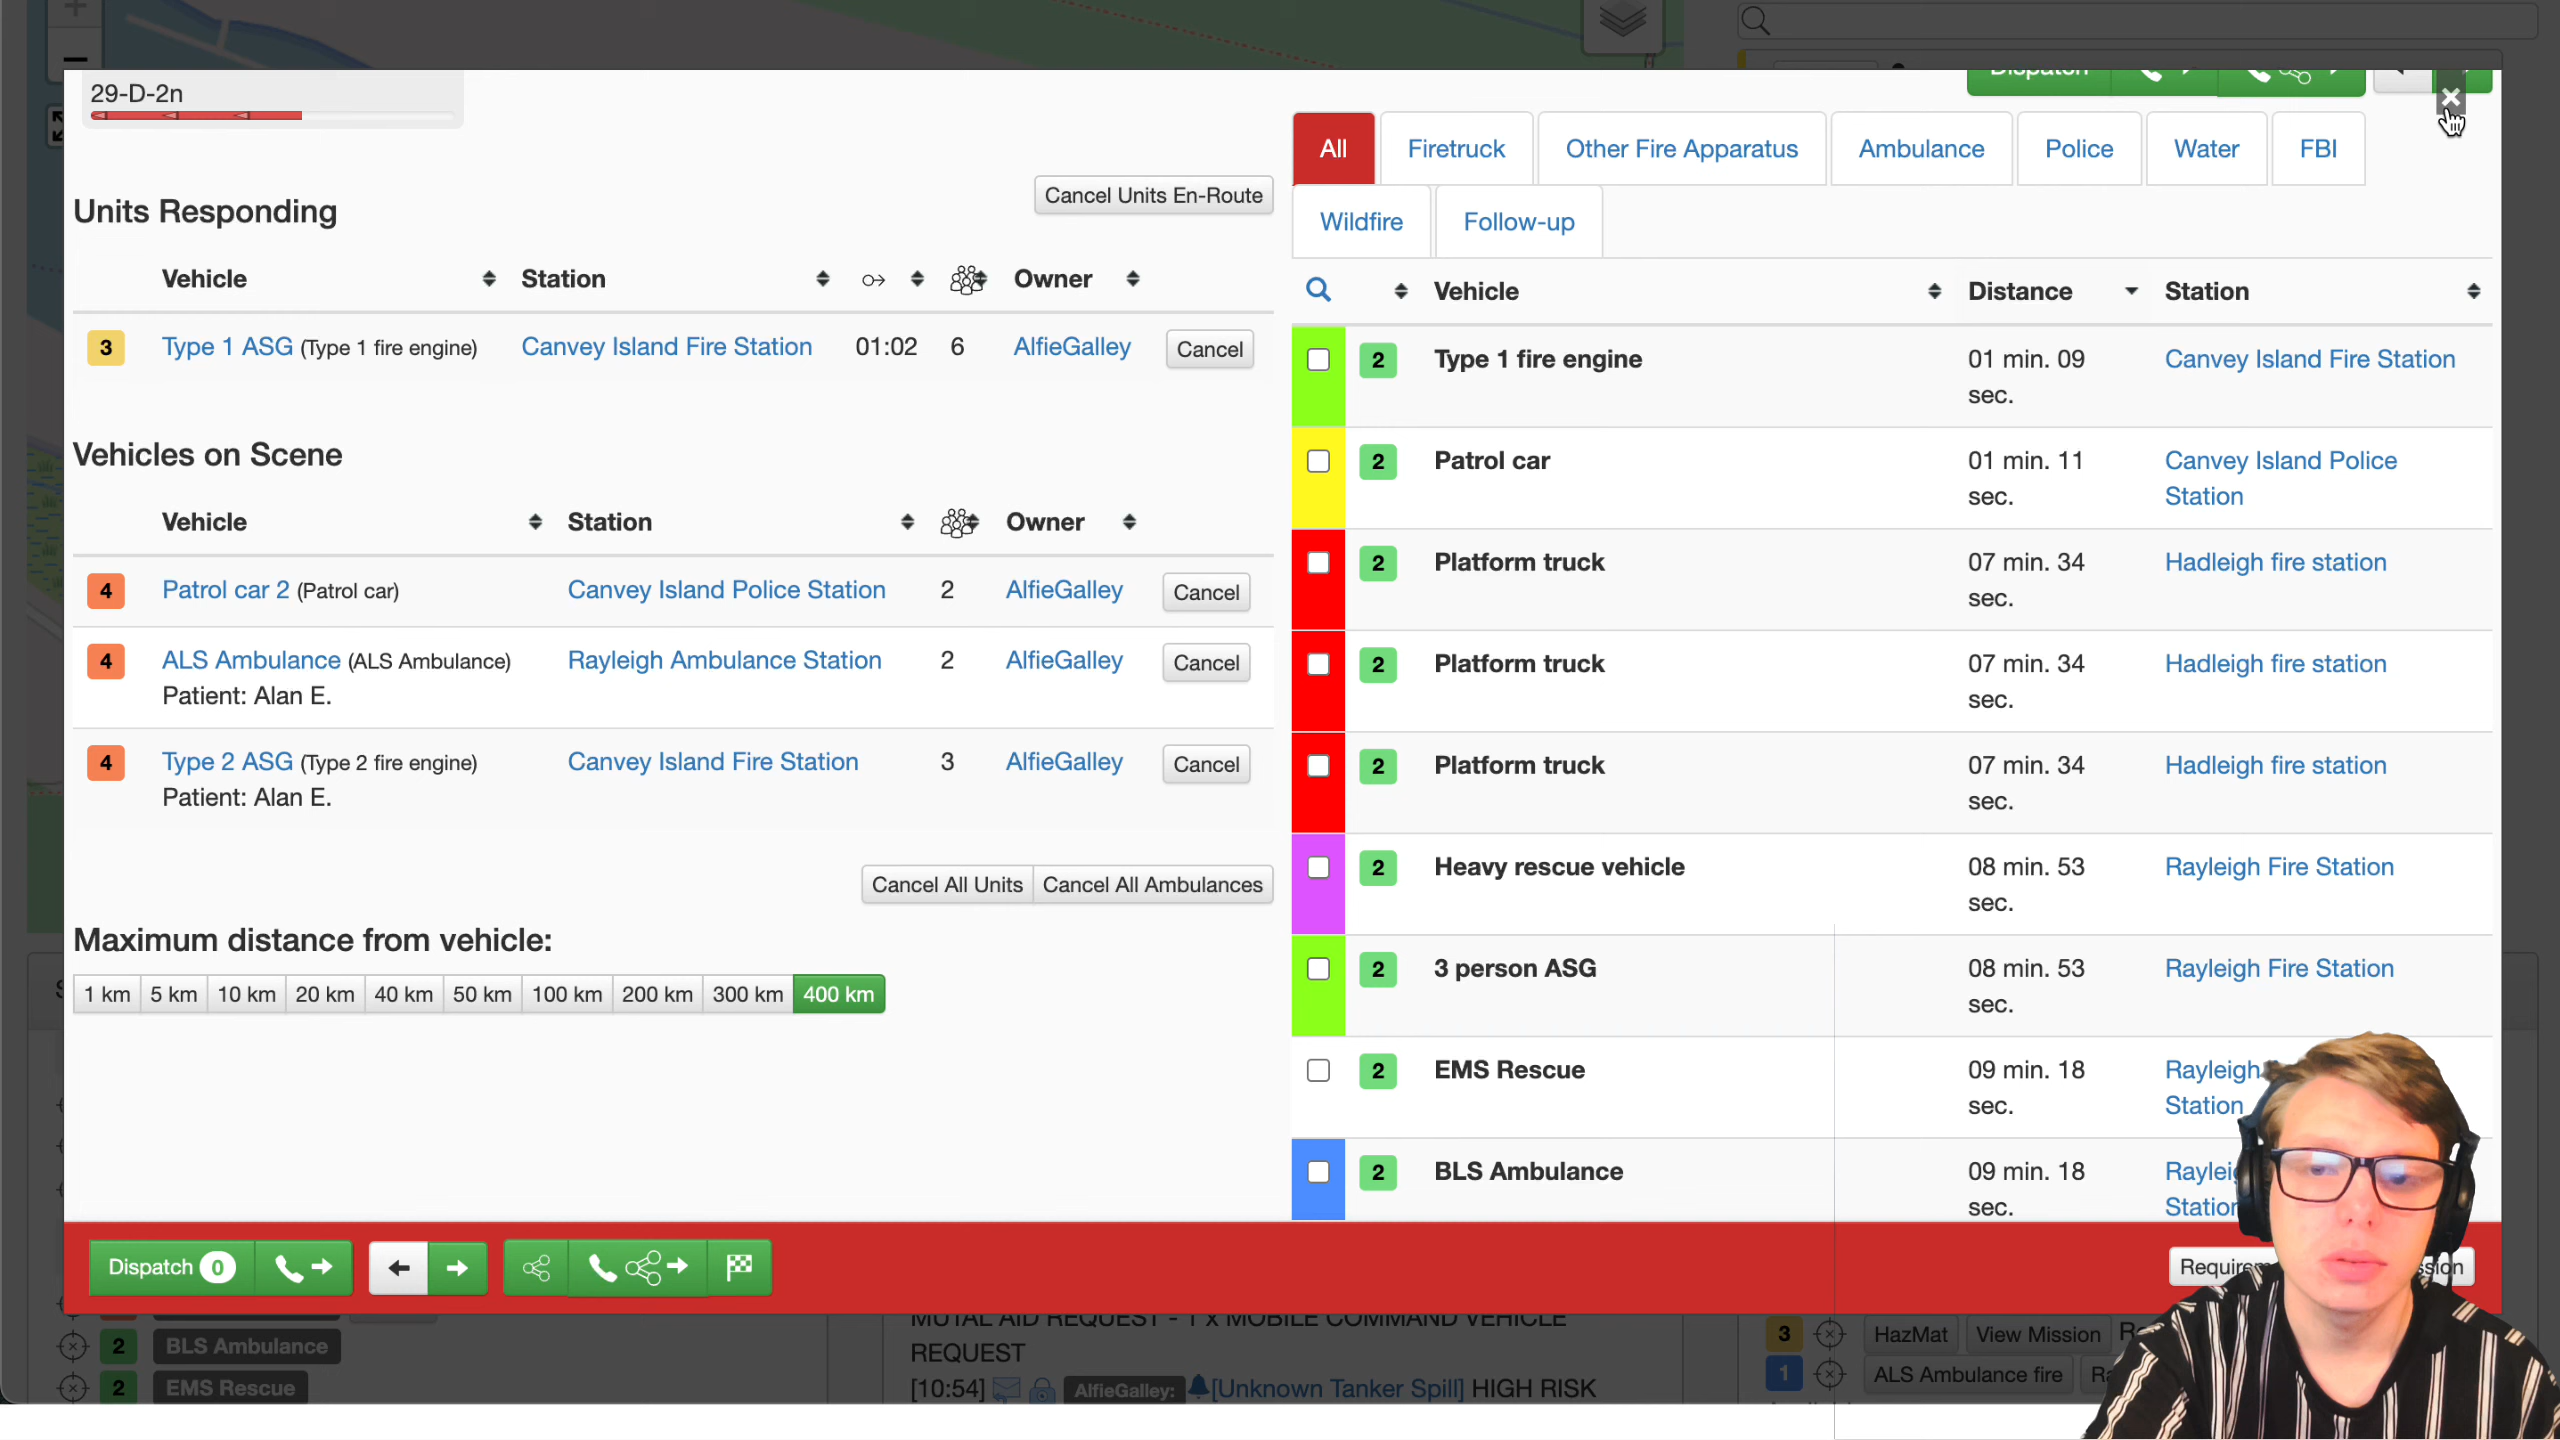 29-D-2n
Dispatch
Units Responding
Cancel Units En-Route
Vehicle Station Owner
3 Type 1 ASG (Type 1 fire engine) Canvey Island Fire Station 01:02 6 AlfieGalley Cancel
Vehicles on Scene
Vehicle Station Owner
4 Patrol car 2 (Patrol car) Canvey Island Police Station 2 AlfieGalley Cancel
4 ALS Ambulance (ALS Ambulance) Rayleigh Ambulance Station 2 AlfieGalley Cancel
Patient: Alan E.
4 Type 2 ASG (Type 2 fire engine) Canvey Island Fire Station 3 AlfieGalley Cancel
Patient: Alan E.
Cancel All Units Cancel All Ambulances
Maximum distance from vehicle:
1 km 5 km 10 km 20 km 40 km 50 km 100 km 200 km 300 km 400 km
All Firetruck Other Fire Apparatus Ambulance Police Water FBI
Wildfire Follow-up
Vehicle Distance Station
2 Type 1 fire engine 01 min. 09 Canvey Island Fire Station
sec.
2 Patrol car 01 min. 11 Canvey Island Police
sec. Station
2 Platform truck 07 min. 34 Hadleigh fire station
sec.
2 Platform truck 07 min. 34 Hadleigh fire station
sec.
2 Platform truck 07 min. 34 Hadleigh fire station
sec.
2 Heavy rescue vehicle 08 min. 53 Rayleigh Fire Station
sec.
2 3 person ASG 08 min. 53 Rayleigh Fire Station
sec.
2 EMS Rescue 09 min. 18 Rayleigh
sec. Station
2 BLS Ambulance 09 min. 18
sec. Station
Dispatch 0
2 BLS Ambulance
2 EMS Rescue
MUTAL AID REQUEST - 1 x MOBILE COMMAND VEHICLE
REQUEST
[10:54] AlfieGalley: [Unknown Tanker Spill] HIGH RISK
3 HazMat View Mission
1 ALS Ambulance fire